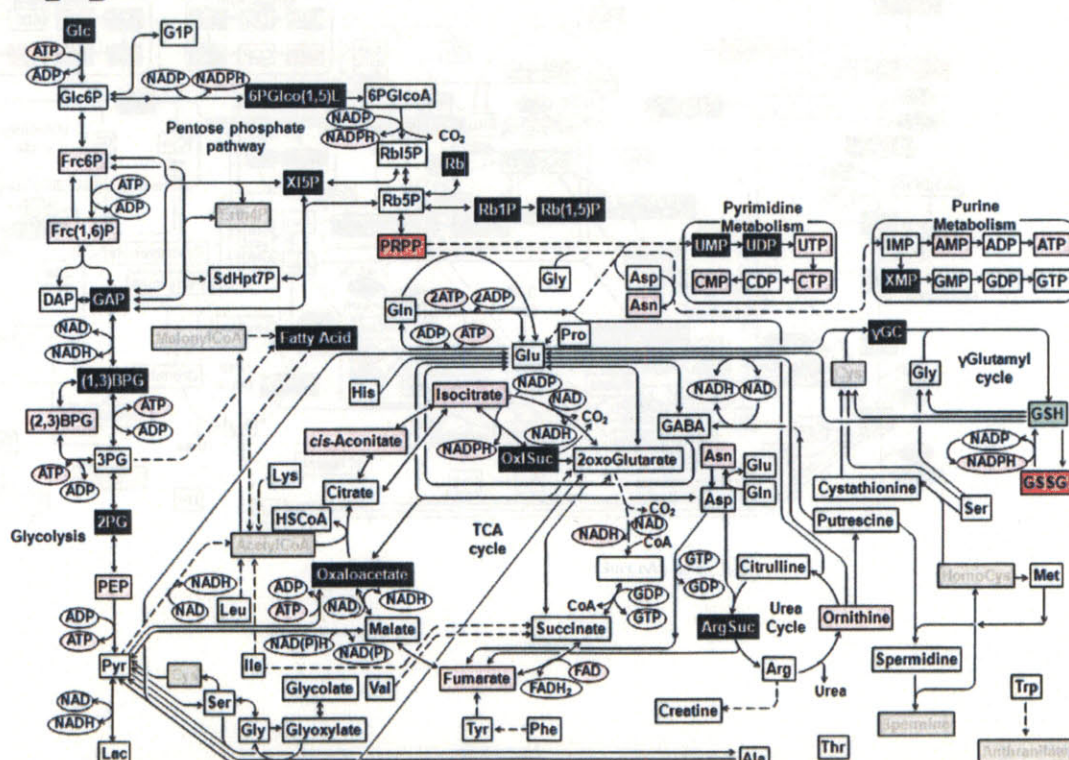 Glc
G1P
ATP
ADP
NADP
NADPH
Glc6P
6PGlco(1,5)L
6PGlcoA
NADP
NADPH
CO₂
Pentose phosphate
pathway
Rbl5P
Rb
Frc6P
Xl5P
ATP
ADP
Rb5P
Rb1P
Rb(1,5)P
Erth4P
Frc(1,6)P
PRPP
Pyrimidine
Metabolism
UMP
UDP
UTP
CMP
CDP
CTP
Purine
Metabolism
IMP
AMP
ADP
ATP
XMP
GMP
GDP
GTP
SdHpt7P
DAP
GAP
Gly
Asp
Asn
2ATP
2ADP
Gln
ADP
ATP
Pro
Glu
NAD
NADH
MalonylCoA
Fatty Acid
γGC
Cys
Gly
γGlutamyl
cycle
GSH
NADP
NADPH
GSSG
(1,3)BPG
His
Isocitrate
NADP
NAD
CO₂
NADH
NAD
(2,3)BPG
ATP
ADP
cis-Aconitate
NADPH
NADH
GABA
OxlSuc
2oxoGlutarate
Asn
Glu
Gln
Asp
3PG
ATP
ADP
Lys
Citrate
Cystathionine
Ser
HSCoA
2PG
Glycolysis
TCA
cycle
CO₂
NADH
NAD
CoA
Putrescine
AcetylCoA
SuccCoA
GTP
GDP
Citrulline
HomoCys
Met
Oxaloacetate
PEP
NADH
NAD
ADP
ATP
NAD
NADH
Leu
CoA
GDP
GTP
ADP
ATP
Malate
Succinate
ArgSuc
Urea
Cycle
Ornithine
NAD(P)H
NAD(P)
Pyr
Ile
Cys
Glycolate
Val
Fumarate
FAD
FADH₂
Arg
Urea
Spermidine
NAD
NADH
Ser
Gly
Glyoxylate
Tyr
Phe
Creatine
Spermine
Trp
Lac
Ala
Thr
Anthranilate